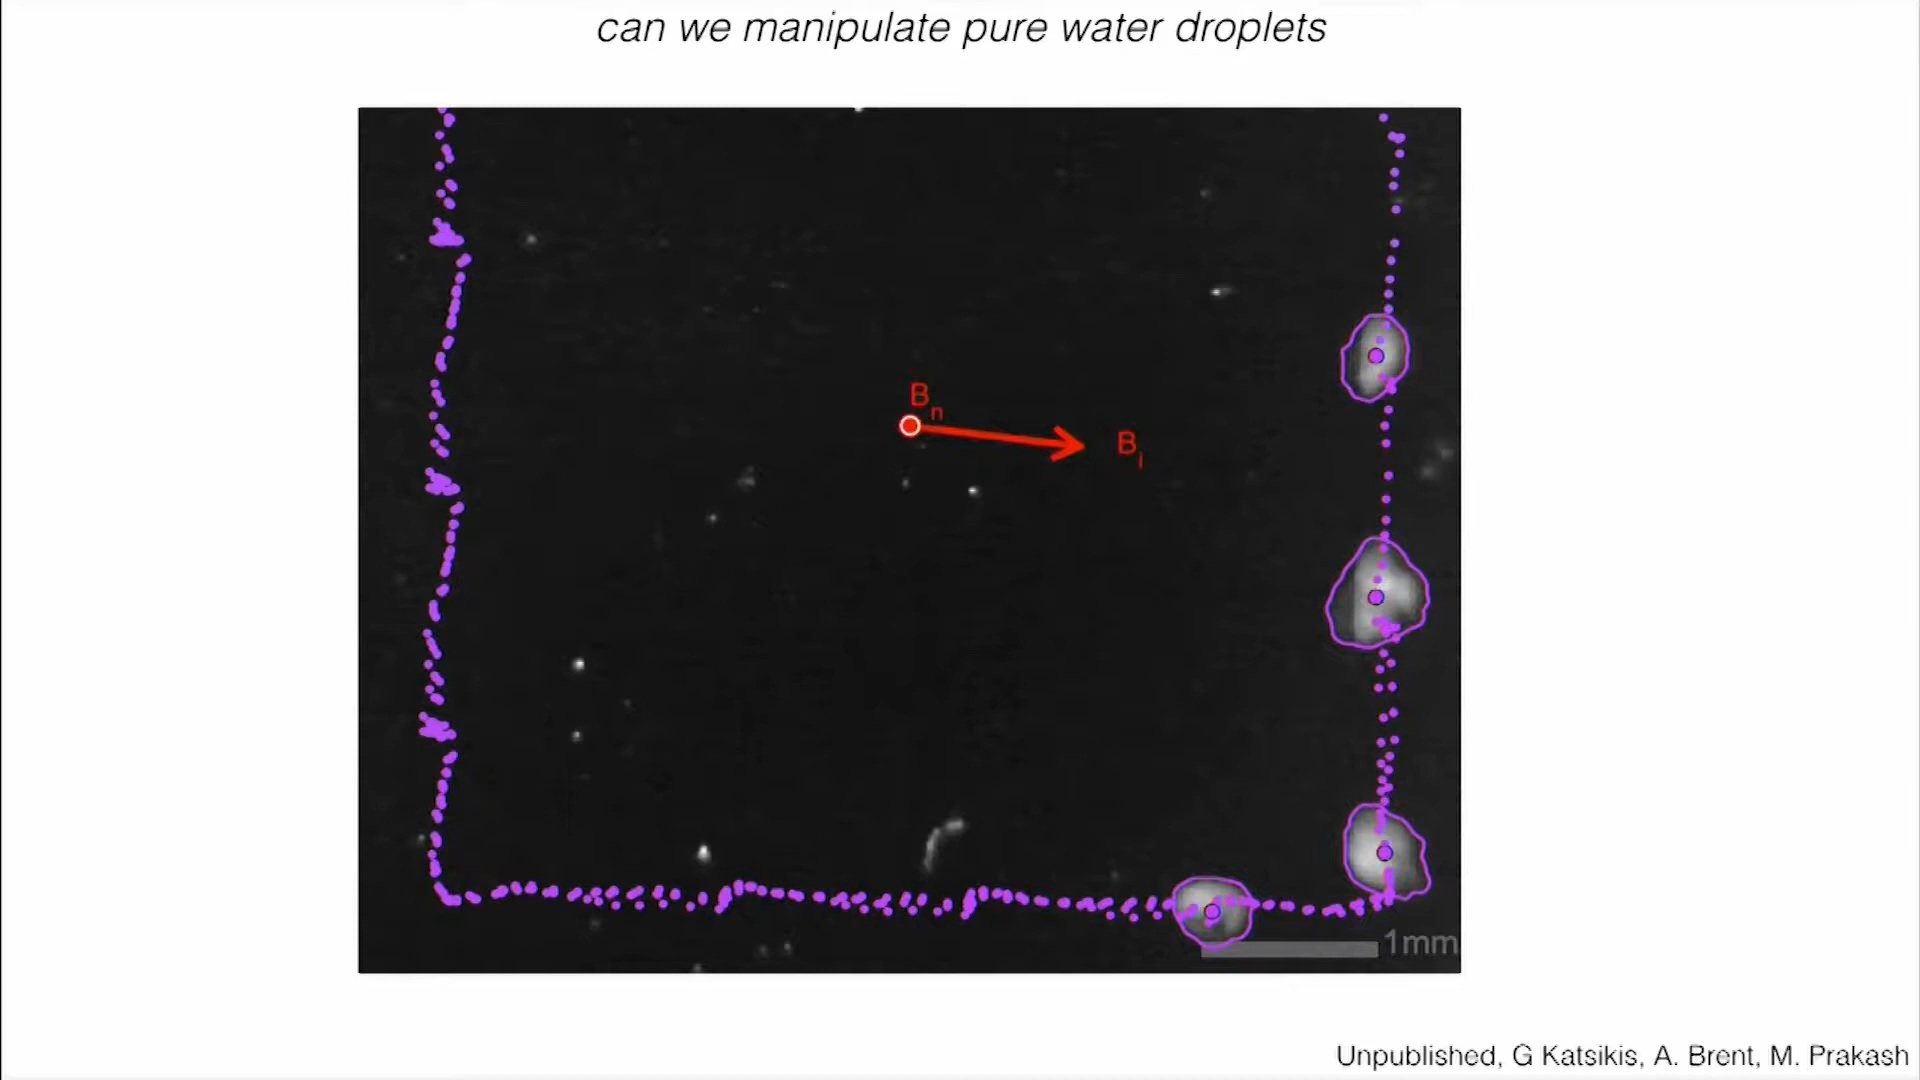 can we manipulate pure water droplets
Bn
Bi
1mm
Unpublished, G Katsikis, A. Brent, M. Prakash